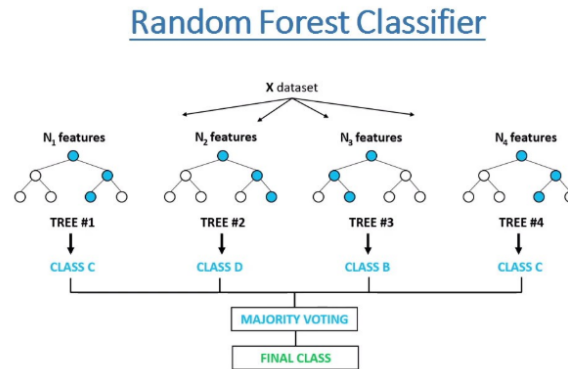 Random Forest Classifier
X dataset
N₁ features N₂ features N₃ features N₄ features
TREE #1 TREE #2 TREE #3 TREE #4
CLASS C CLASS D CLASS B CLASS C
MAJORITY VOTING
FINAL CLASS